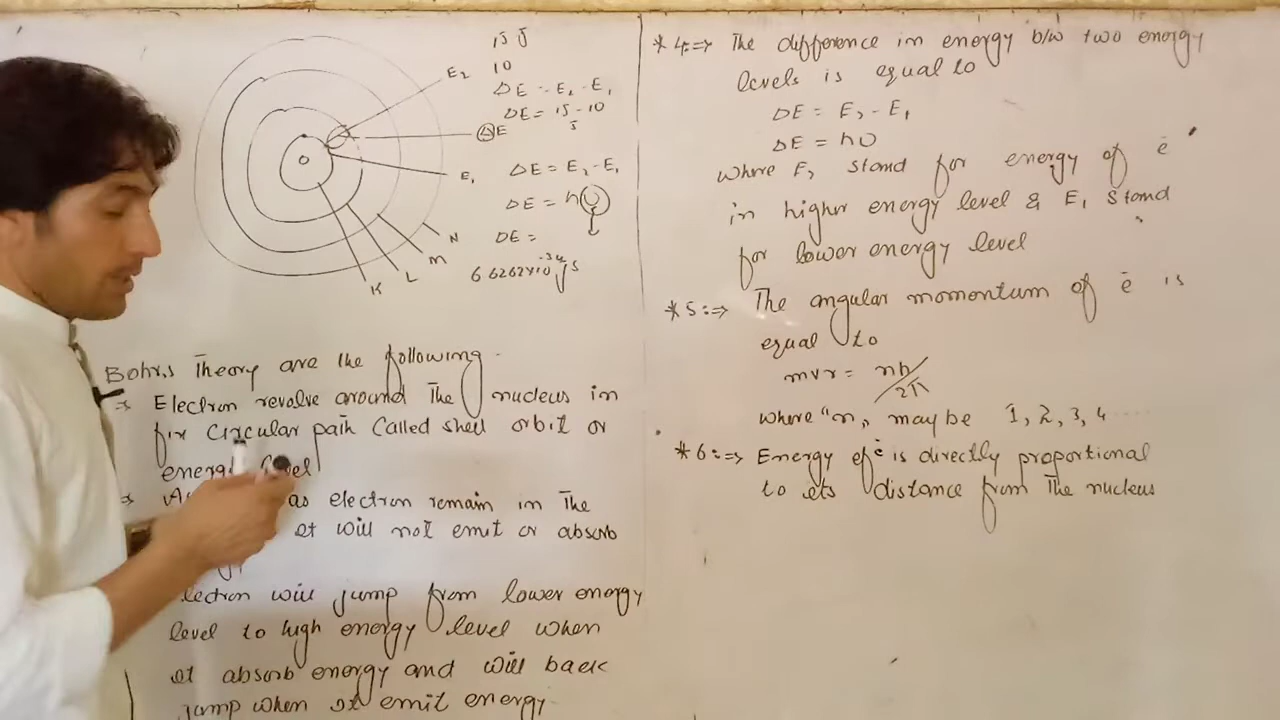 15 J
10
ΔE = E₂ - E₁
ΔE = 15 - 10
5
E₂
ΔE
E₁
ΔE = E₂ - E₁
ΔE = hυ
ΔE =
6.6262×10⁻³⁴ Js
N
M
L
K
Bohr,s Theory are the following
⇒ Electron revolve around The nucleus in
fix Circular path Called shell orbit or
energy level
as electron remain in The
et will not emit or absorb
lectron will jump from lower energy
level to high energy level when
et absorb energy and will back
jump when et emit energy
*4:⇒ The difference in energy b/w two energy
levels is equal to
ΔE = E₂ - E₁
ΔE = hυ
where E₂ stand for energy of ē
in higher energy level & E₁ Stand
for lower energy level
*5:⇒ The angular momentum of ē is
equal to
mvr = nh/2π
where "n,, may be 1, 2, 3, 4 ......
*6:⇒ Energy of ē is directly proportional
to ets distance from The nucleus